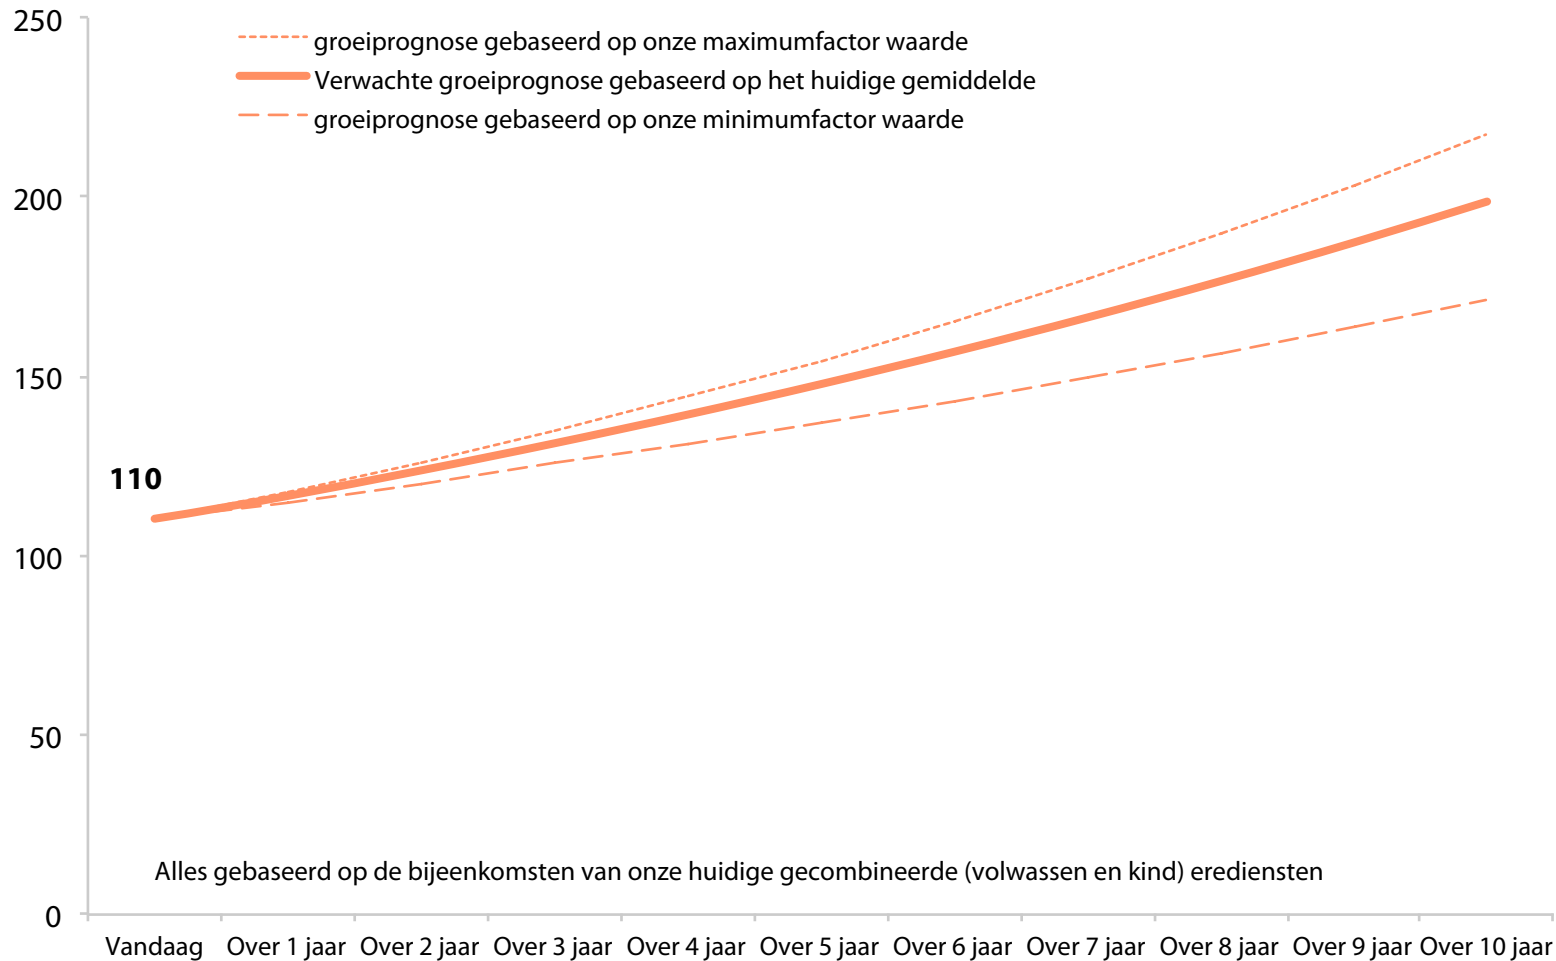 250
groeiprognose gebaseerd op onze maximumfactor waarde
Verwachte groeiprognose gebaseerd op het huidige gemiddelde
groeiprognose gebaseerd op onze minimumfactor waarde
200
150
110
100
50
Alles gebaseerd op de bijeenkomsten van onze huidige gecombineerde (volwassen en kind) erediensten
0
Vandaag Over 1 jaar Over 2 jaar Over 3 jaar Over 4 jaar Over 5 jaar Over 6 jaar Over 7 jaar Over 8 jaar Over 9 jaar Over 10 jaar